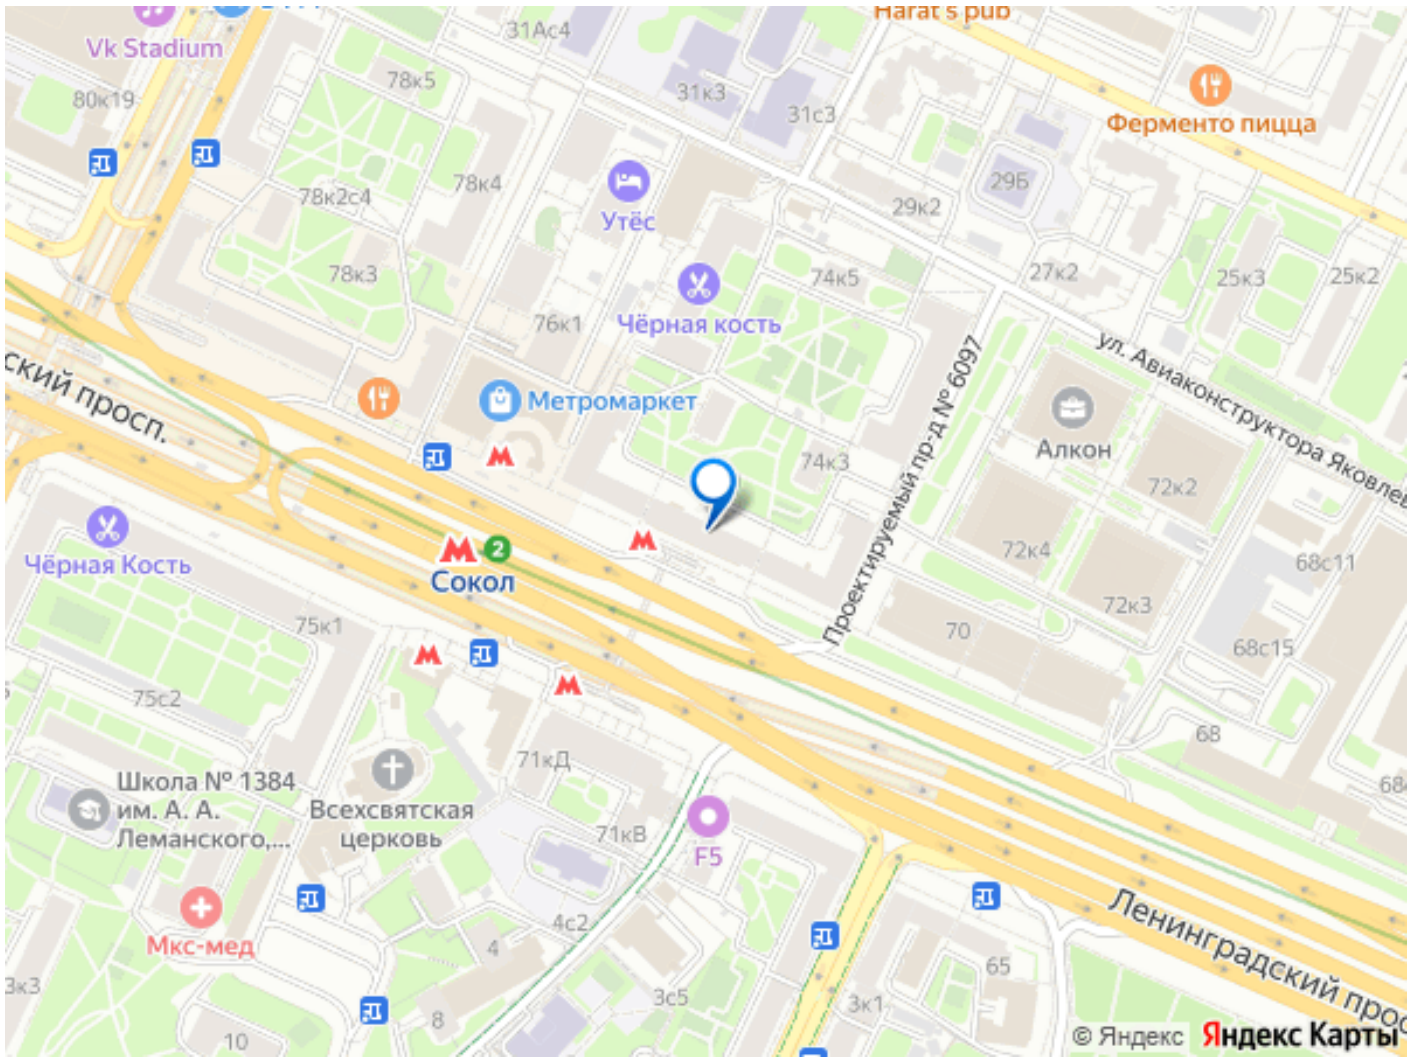 Harat's pub
Vk Stadium
31Ас4
78к5
80к19
31к3
31с3
Ферменто пицца
78к4
78к2с4
29Б
29к2
Утёс
78к3
74к5
27к2
25к3
25к2
76к1
Чёрная кость
ский просп.
Метромаркет
Проектируемый пр-д № 6097
ул. Авиаконструктора Яковлев
Алкон
74к3
72к2
72к4
72к3
68с11
2
Сокол
Чёрная Кость
75к1
70
68с15
75с2
68
71кД
Школа № 1384
им. А. А.
Леманского,...
Всехсвятская
церковь
71кВ
F5
68
Ленинградский прос
Мкс-мед
4с2
4
65
3к3
3с5
3к1
8
10
© Яндекс Яндекс Карты